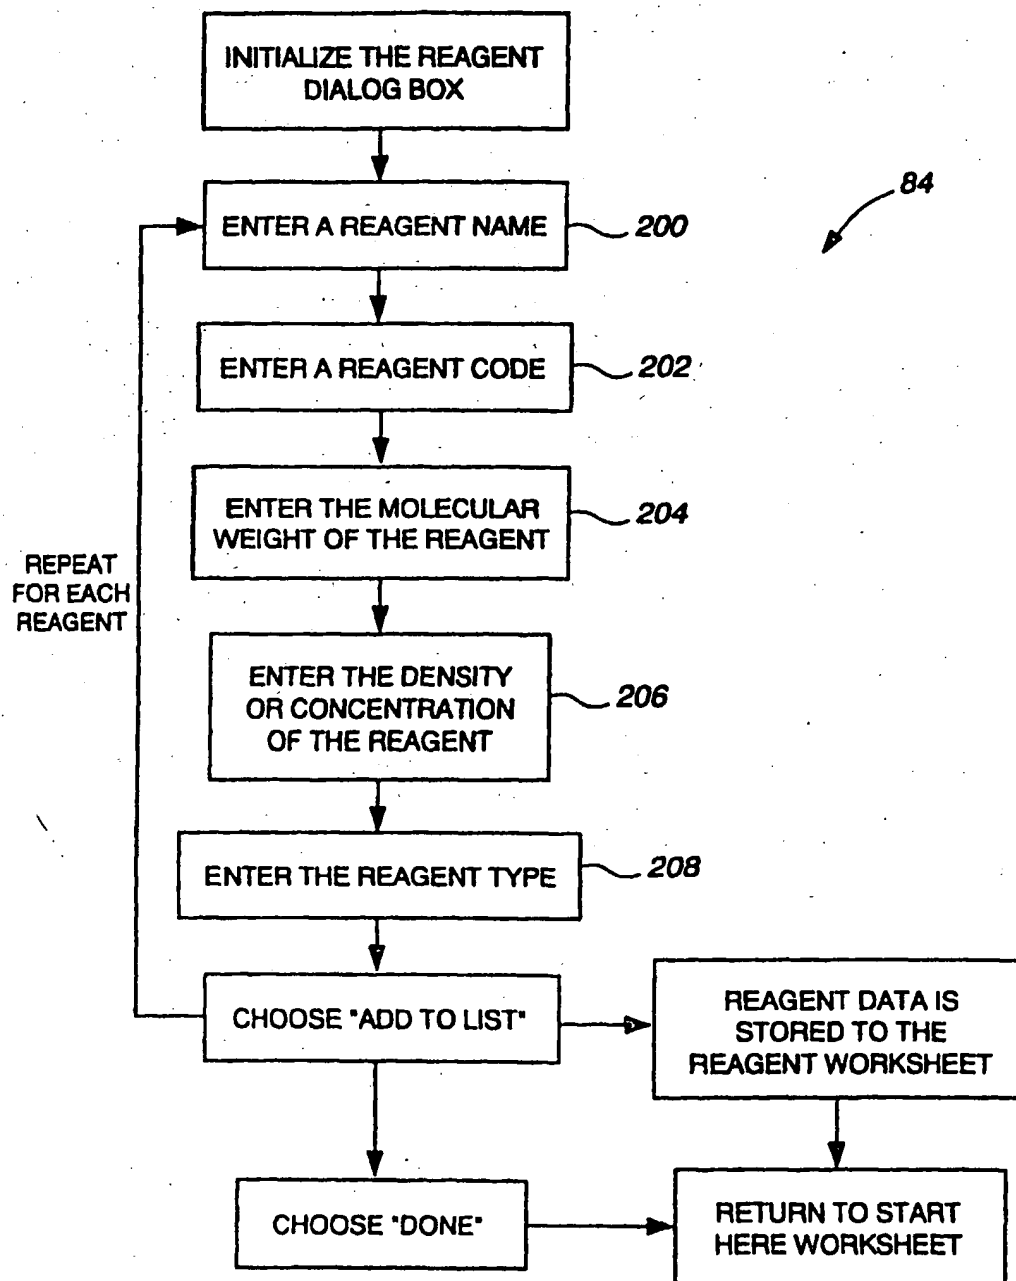 INITIALIZE THE REAGENT
DIALOG BOX
84
ENTER A REAGENT NAME
200
ENTER A REAGENT CODE
202
ENTER THE MOLECULAR
WEIGHT OF THE REAGENT
204
REPEAT
FOR EACH
REAGENT
ENTER THE DENSITY
OR CONCENTRATION
OF THE REAGENT
206
ENTER THE REAGENT TYPE
208
CHOOSE "ADD TO LIST"
REAGENT DATA IS
STORED TO THE
REAGENT WORKSHEET
CHOOSE "DONE"
RETURN TO START
HERE WORKSHEET